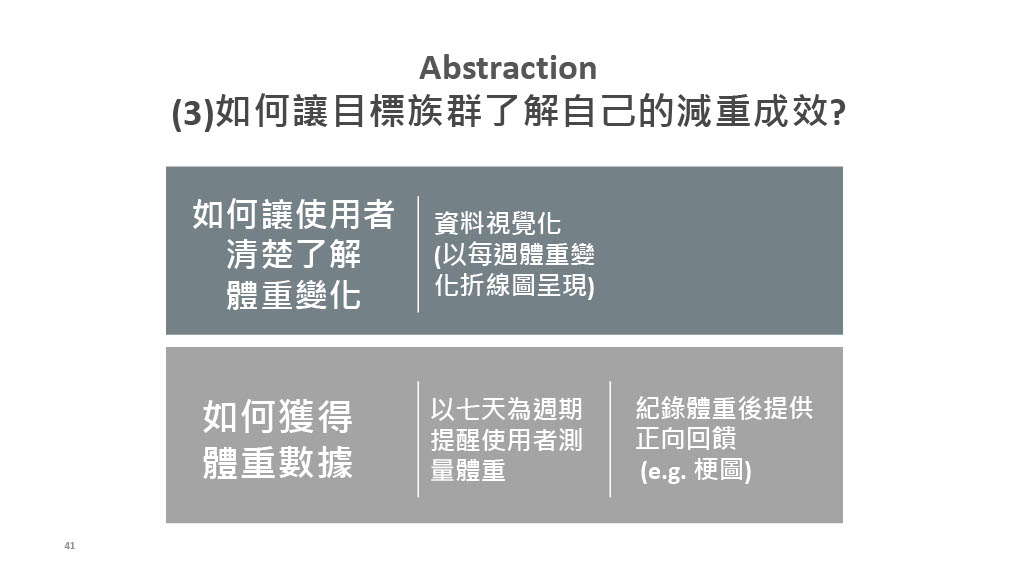 Abstraction
(3)如何讓目標族群了解自己的減重成效?
如何讓使用者
清楚了解
體重變化
資料視覺化
(以每週體重變
化折線圖呈現)
如何獲得
體重數據
以七天為週期
提醒使用者測
量體重
紀錄體重後提供
正向回饋
(e.g. 梗圖)
41